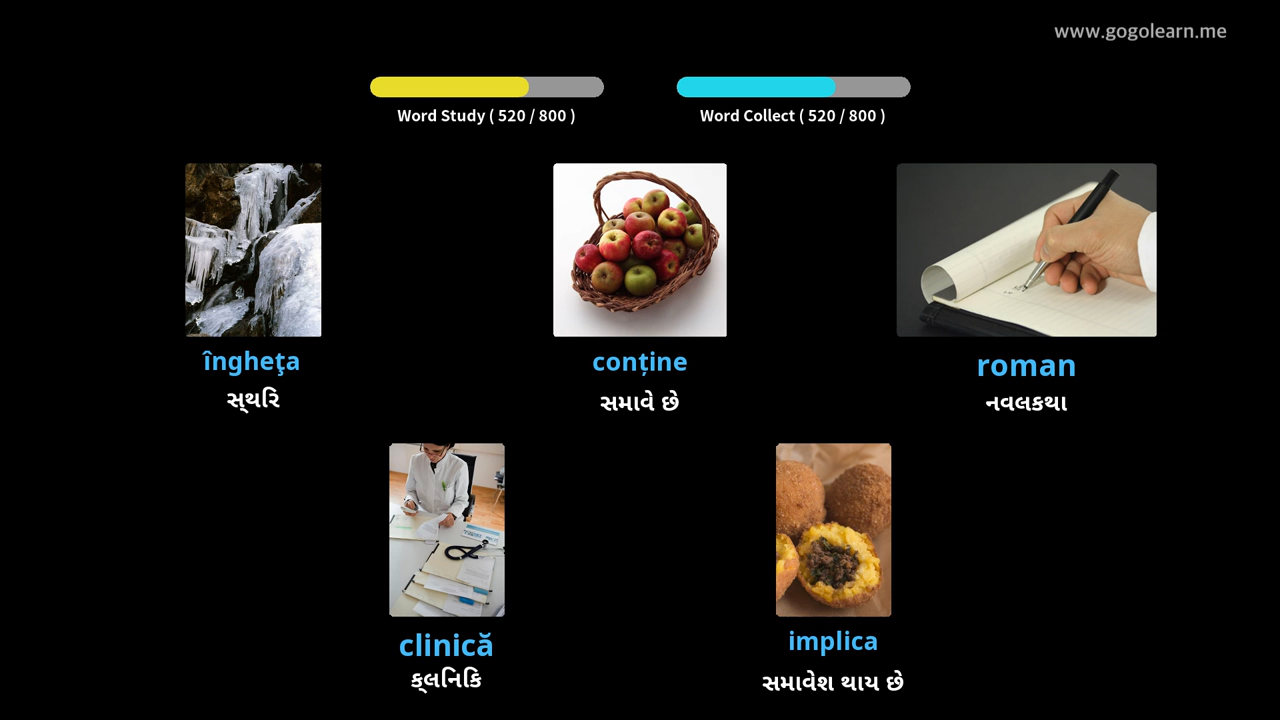 www.gogolearn.me
Word Study ( 520 / 800 )
Word Collect ( 520 / 800 )
îngheţa
conține
roman
સ્થિર
સમાવે છે
નવલકથા
clinică
implica
ક્લિનિક
સમાવેશ થાય છે